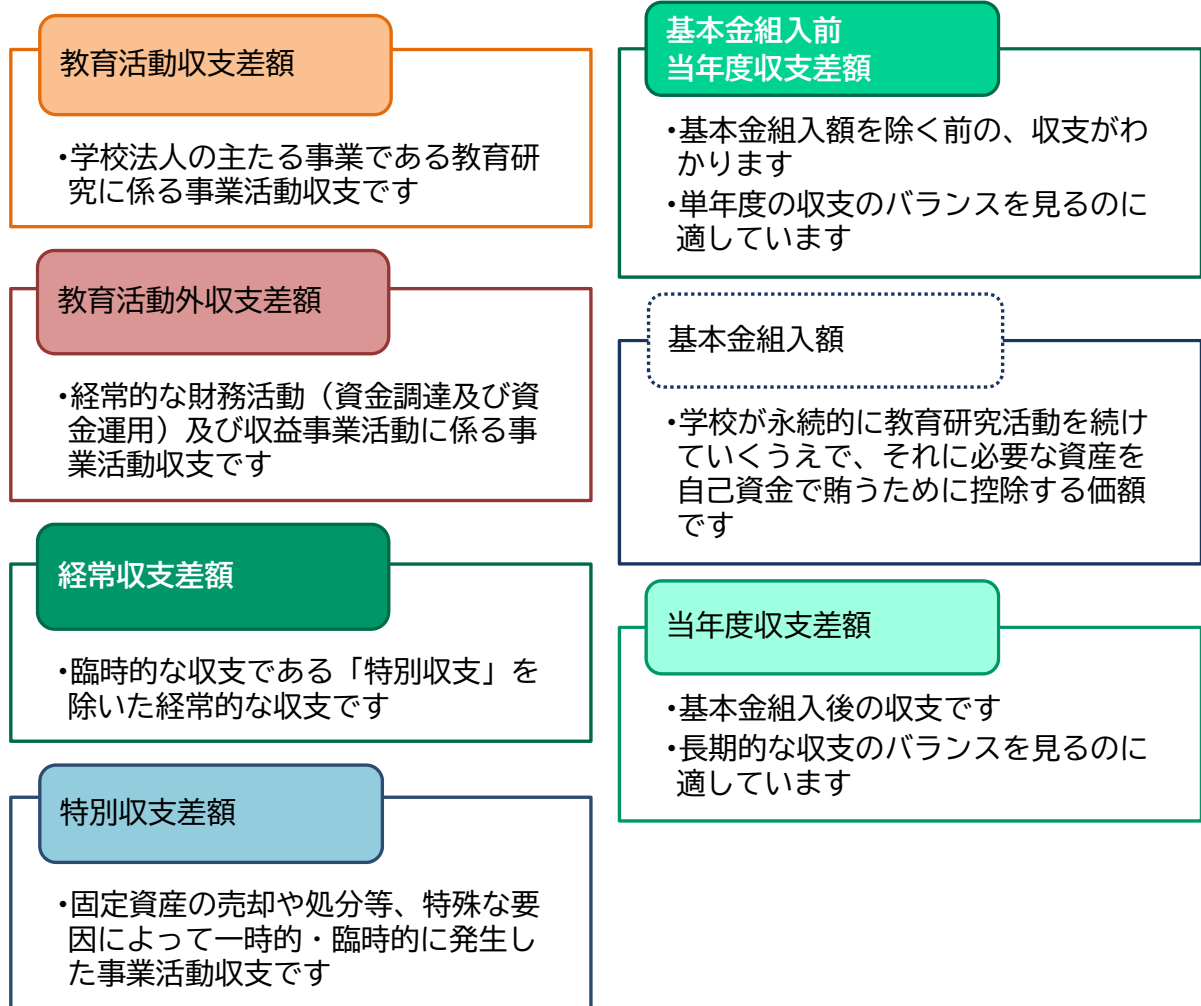 教育活動収支差額
・学校法人の主たる事業である教育研
究に係る事業活動収支です
教育活動外収支差額
・経常的な財務活動（資金調達及び資
金運用）及び収益事業活動に係る事
業活動収支です
経常収支差額
・臨時的な収支である「特別収支」を
除いた経常的な収支です
特別収支差額
・固定資産の売却や処分等、特殊な要
因によって一時的・臨時的に発生し
た事業活動収支です
基本金組入前
当年度収支差額
・基本金組入額を除く前の、収支がわ
かります
・単年度の収支のバランスを見るのに
適しています
基本金組入額
・学校が永続的に教育研究活動を続け
ていくうえで、それに必要な資産を
自己資金で賄うために控除する価額
です
当年度収支差額
・基本金組入後の収支です
・長期的な収支のバランスを見るのに
適しています